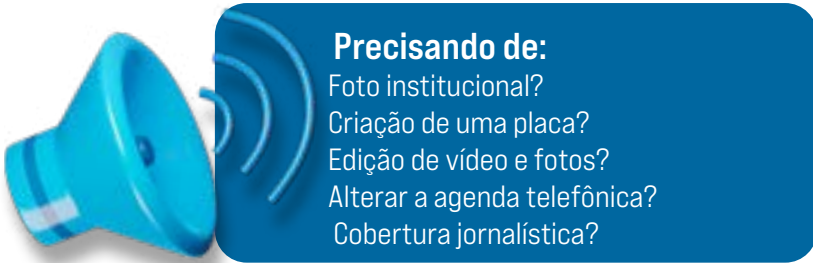 Precisando de:
Foto institucional?
Criação de uma placa?
Edição de vídeo e fotos?
Alterar a agenda telefônica?
Cobertura jornalística?